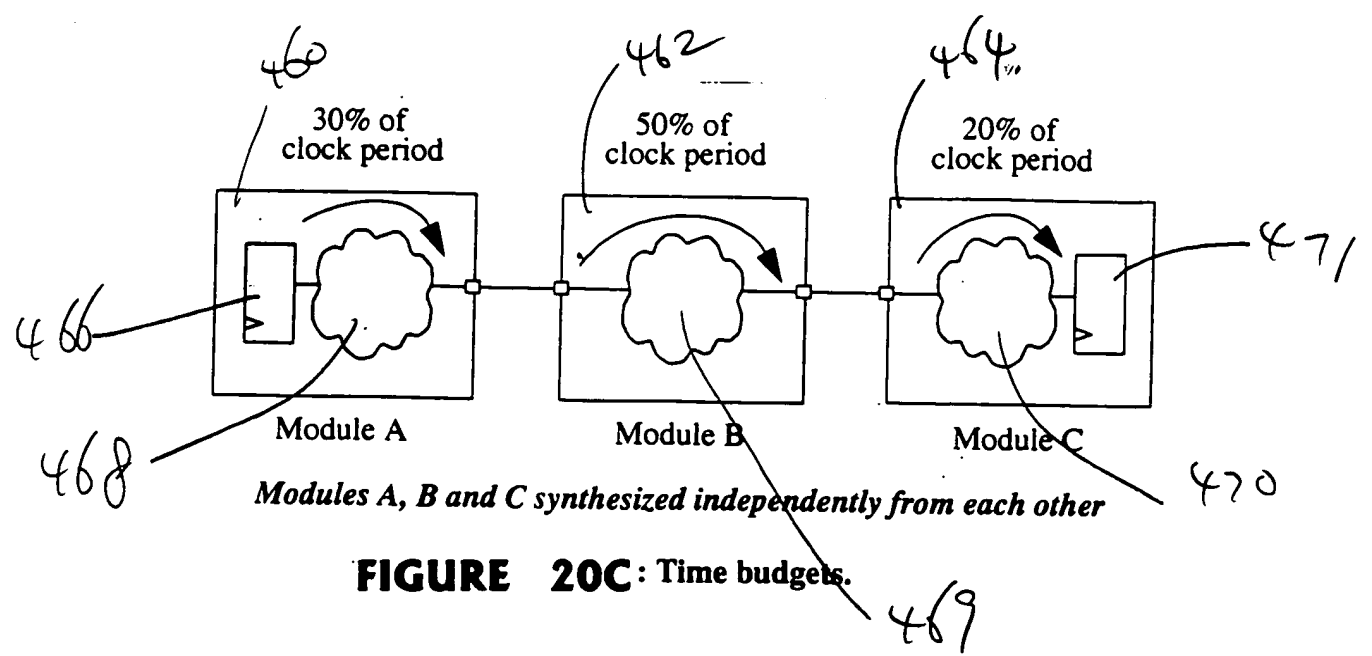 460
462
464
30% of
clock period
50% of
clock period
20% of
clock period
471
466
Module A
Module B
Module C
468
470
Modules A, B and C synthesized independently from each other
FIGURE 20C: Time budgets.
469